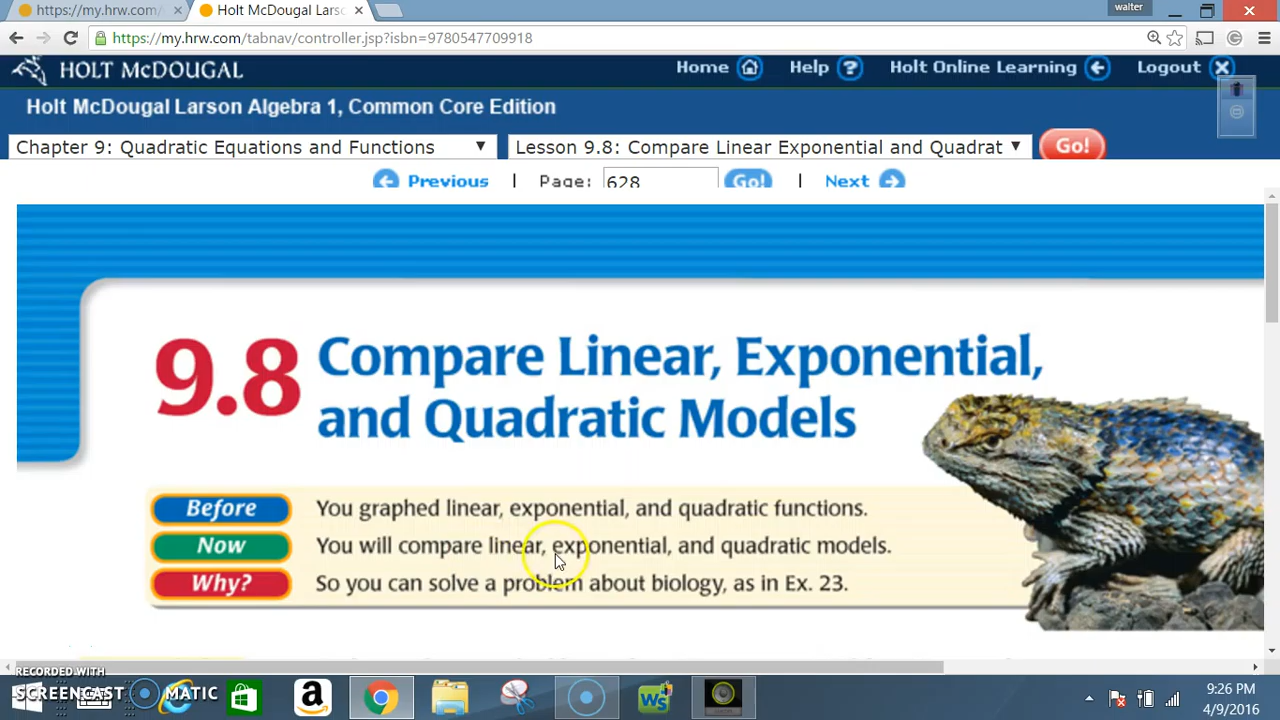 https://my.hrw.com/tabnav/ Holt McDougal Larso walter
https://my.hrw.com/tabnav/controller.jsp?isbn=9780547709918
HOLT McDOUGAL Home Help ? Holt Online Learning Logout
Holt McDougal Larson Algebra 1, Common Core Edition
Chapter 9: Quadratic Equations and Functions Lesson 9.8: Compare Linear Exponential and Quadrat Go!
Previous | Page: 628 Go! | Next
9.8 Compare Linear, Exponential,
and Quadratic Models
Before You graphed linear, exponential, and quadratic functions.
Now You will compare linear, exponential, and quadratic models.
Why? So you can solve a problem about biology, as in Ex. 23.
RECORDED WITH
SCREENCAST MATIC
9:26 PM
4/9/2016